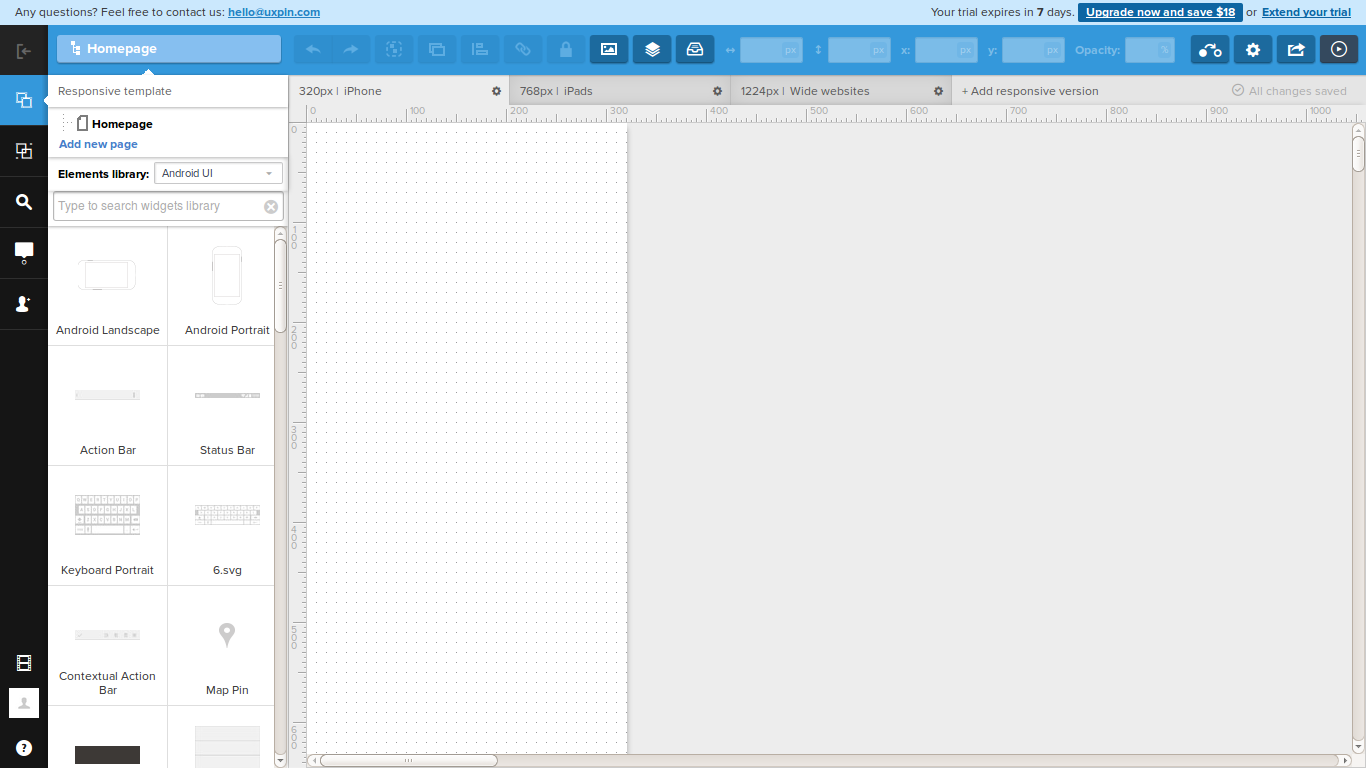 Any questions? Feel free to contact us: hello@uxpin.com
Your trial expires in 7 days. Upgrade now and save $18 or Extend your trial
Homepage
px
px
x: px
y: px
Opacity: %
Responsive template
320px | iPhone
768px | iPads
1224px | Wide websites
+ Add responsive version
All changes saved
Homepage
Add new page
Elements library: Android UI
Type to search widgets library
0 100 200 300 400 500 600 700 800 900 1000
0
100
200
300
400
500
600
0
Android Landscape
Android Portrait
Action Bar
Status Bar
Keyboard Portrait
6.svg
Contextual Action
Bar
Map Pin
?